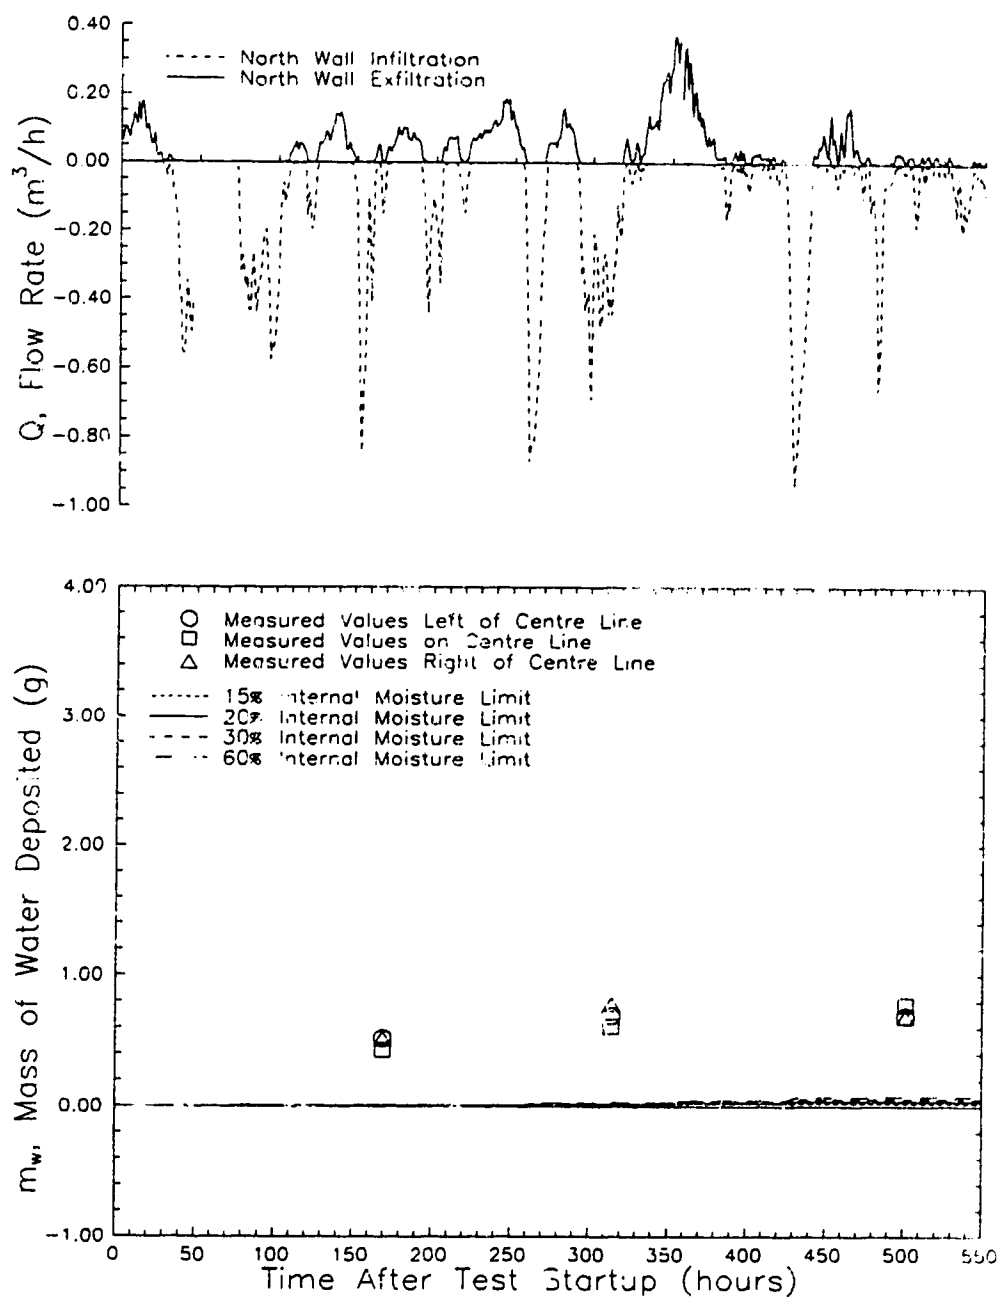 0.40
North Wall Infiltration
North Wall Exfiltration
0.20
0.00
−0.20
−0.40
−0.60
−0.80
−1.00
Q, Flow Rate (m³/h)
4.00
Measured Values Left of Centre Line
Measured Values on Centre Line
Measured Values Right of Centre Line
15% Internal Moisture Limit
20% Internal Moisture Limit
30% Internal Moisture Limit
60% Internal Moisture Limit
3.00
2.00
1.00
0.00
−1.00
m_w, Mass of Water Deposited (g)
0 50 100 150 200 250 300 350 400 450 500 550
Time After Test Startup (hours)